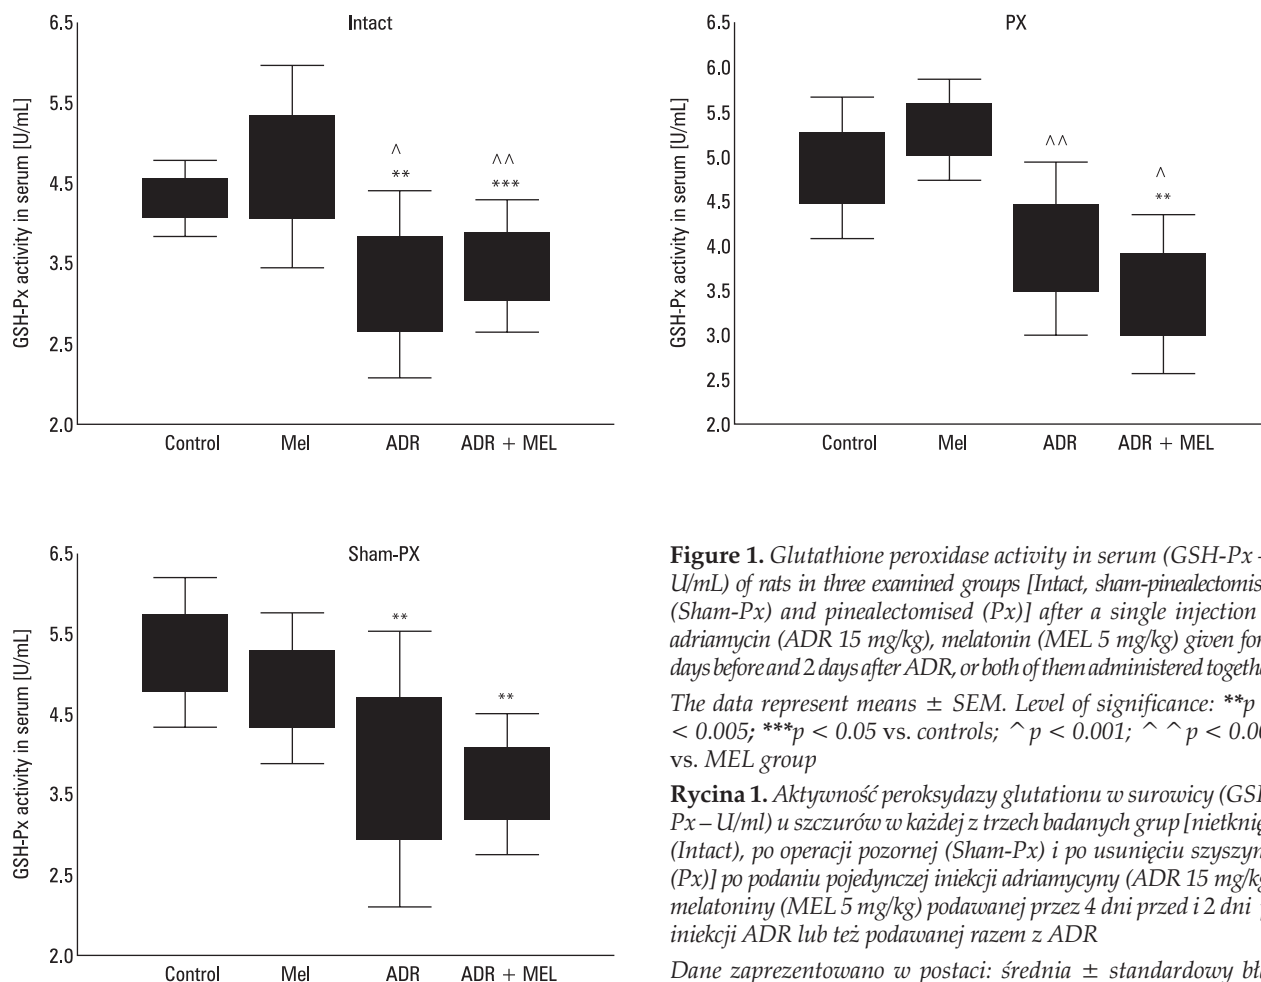 Intact
GSH-Px activity in serum [U/mL]
6.5
5.5
4.5
3.5
2.5
2.0
^
**
^^
***
Control Mel ADR ADR + MEL
PX
GSH-Px activity in serum [U/mL]
6.5
6.0
5.5
5.0
4.5
4.0
3.5
3.0
2.5
2.0
^^
^
**
Control Mel ADR ADR + MEL
Sham-PX
GSH-Px activity in serum [U/mL]
6.5
5.5
4.5
3.5
2.5
2.0
**
**
Control Mel ADR ADR + MEL
Figure 1. Glutathione peroxidase activity in serum (GSH-Px –
U/mL) of rats in three examined groups [Intact, sham-pinealectomis
(Sham-Px) and pinealectomised (Px)] after a single injection
adriamycin (ADR 15 mg/kg), melatonin (MEL 5 mg/kg) given for
days before and 2 days after ADR, or both of them administered togethe
The data represent means ± SEM. Level of significance: **p
< 0.005; ***p < 0.05 vs. controls; ^ p < 0.001; ^ ^ p < 0.00
vs. MEL group
Rycina 1. Aktywność peroksydazy glutationu w surowicy (GSH
Px – U/ml) u szczurów w każdej z trzech badanych grup [nietknię
(Intact), po operacji pozornej (Sham-Px) i po usunięciu szyszyn
(Px)] po podaniu pojedynczej iniekcji adriamycyny (ADR 15 mg/kg
melatoniny (MEL 5 mg/kg) podawanej przez 4 dni przed i 2 dni
iniekcji ADR lub też podawanej razem z ADR
Dane zaprezentowano w postaci: średnia ± standardowy błą